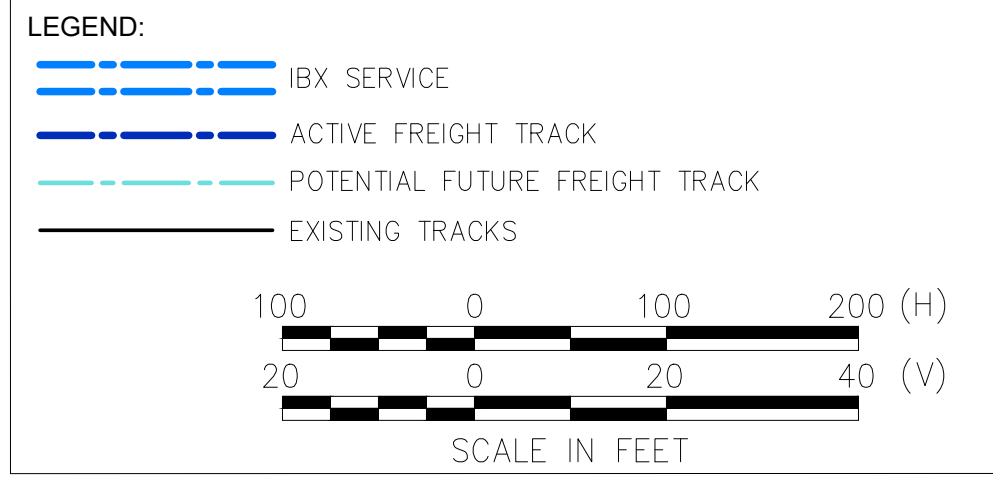 LEGEND:
IBX SERVICE
ACTIVE FREIGHT TRACK
POTENTIAL FUTURE FREIGHT TRACK
EXISTING TRACKS
100 0 100 200 (H)
20 0 20 40 (V)
SCALE IN FEET